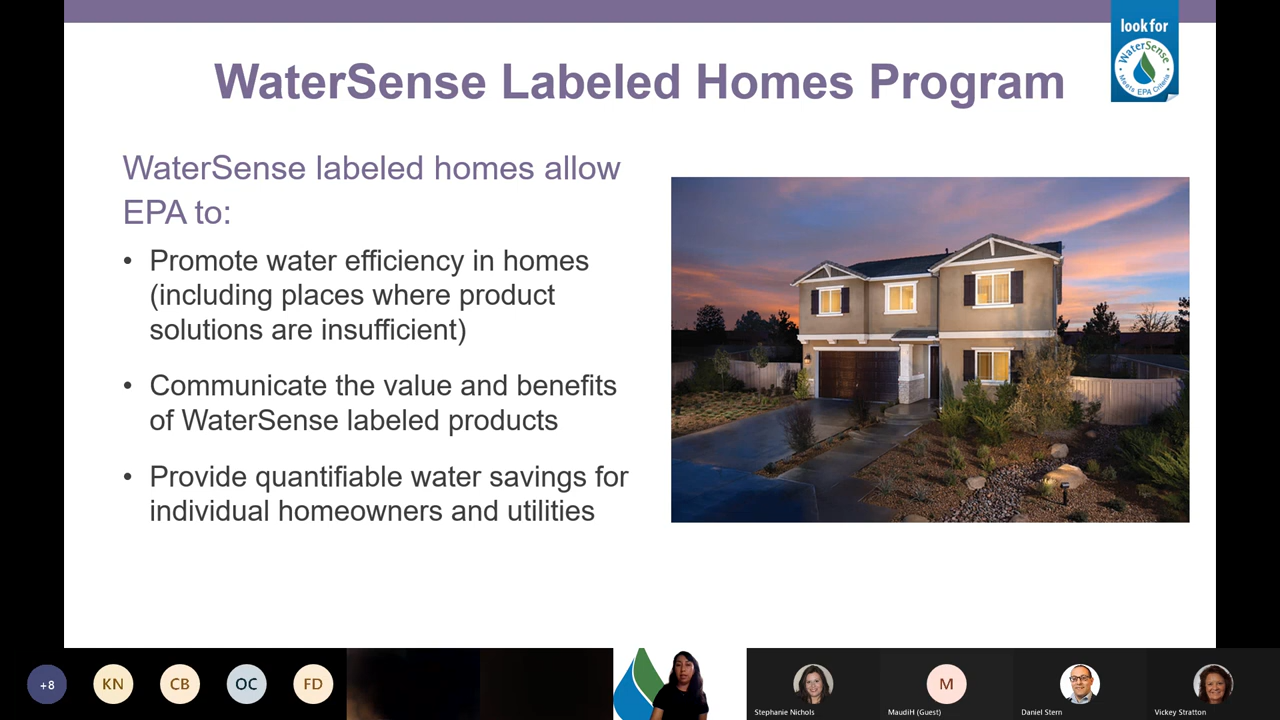 look for
WaterSense
Meets EPA Criteria
WaterSense Labeled Homes Program
WaterSense labeled homes allow
EPA to:
• Promote water efficiency in homes
(including places where product
solutions are insufficient)
• Communicate the value and benefits
of WaterSense labeled products
• Provide quantifiable water savings for
individual homeowners and utilities
+8
KN
CB
OC
FD
M
Stephanie Nichols
MaudiH (Guest)
Daniel Stern
Vickey Stratton